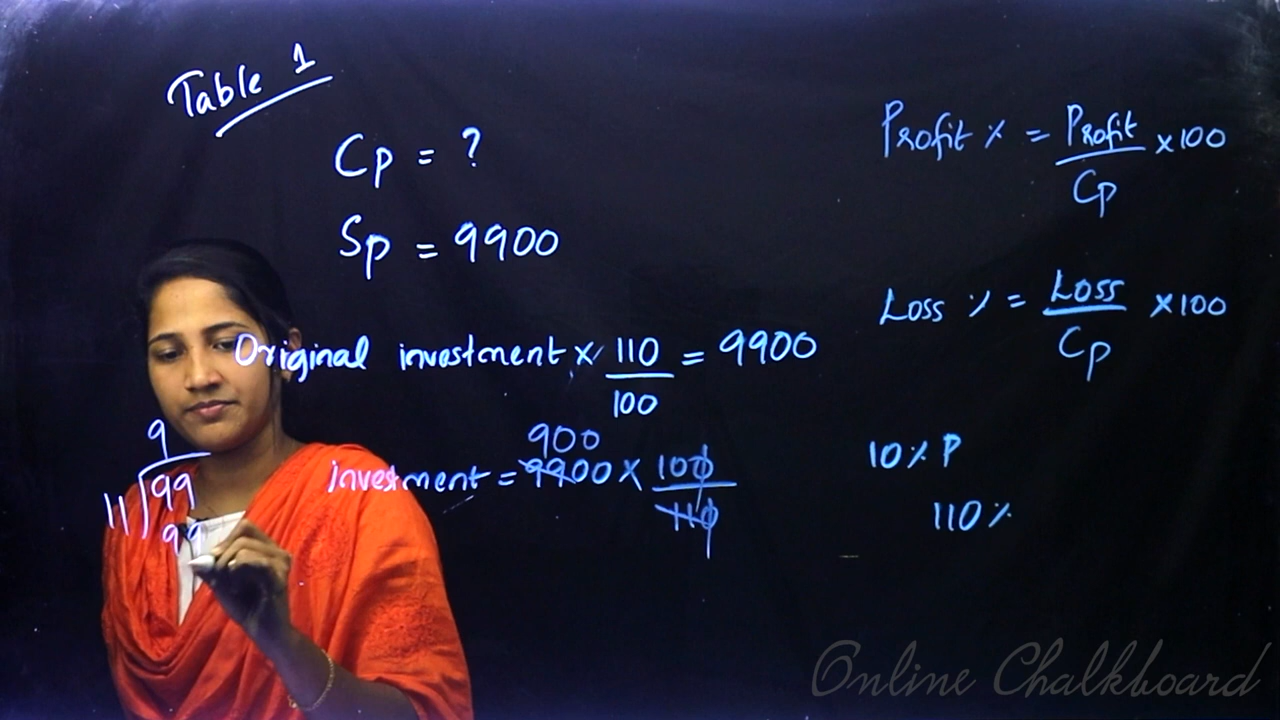 Table 1
Cp = ?
Sp = 9900
Original investment × 110/100 = 9900
900
investment = 9900 × 100/110
9
11)99
99
Profit % = Profit/Cp ×100
Loss % = Loss/Cp ×100
10% P
110%
Online Chalkboard